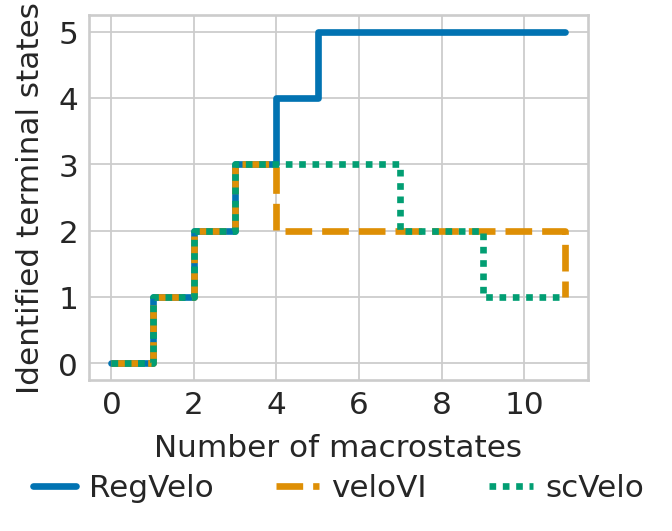 Identified terminal states
5
4
3
2
1
0
0 2 4 6 8 10
Number of macrostates
RegVelo veloVI scVelo